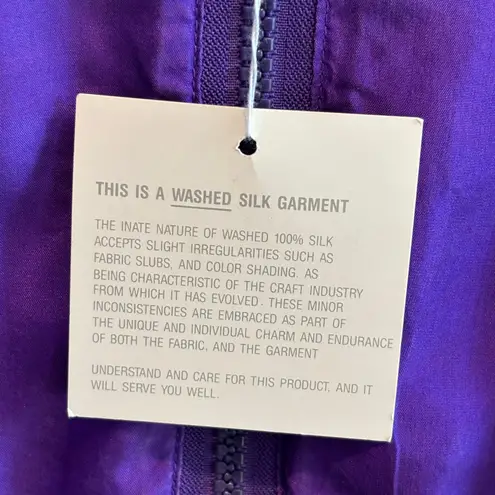 THIS IS A WASHED SILK GARMENT
THE INATE NATURE OF WASHED 100% SILK
ACCEPTS SLIGHT IRREGULARITIES SUCH AS
FABRIC SLUBS, AND COLOR SHADING. AS
BEING CHARACTERISTIC OF THE CRAFT INDUSTRY
FROM WHICH IT HAS EVOLVED. THESE MINOR
INCONSISTENCIES ARE EMBRACED AS PART OF
THE UNIQUE AND INDIVIDUAL CHARM AND ENDURANCE
OF BOTH THE FABRIC, AND THE GARMENT
UNDERSTAND AND CARE FOR THIS PRODUCT, AND IT
WILL SERVE YOU WELL.